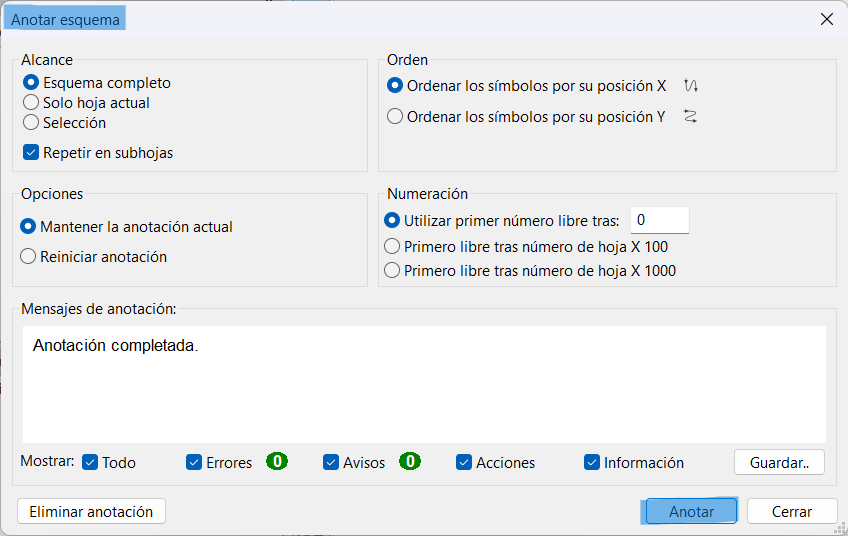 Anotar esquema
Alcance
Esquema completo
Solo hoja actual
Selección
Repetir en subhojas
Orden
Ordenar los símbolos por su posición X
Ordenar los símbolos por su posición Y
Opciones
Mantener la anotación actual
Reiniciar anotación
Numeración
Utilizar primer número libre tras: 0
Primero libre tras número de hoja X 100
Primero libre tras número de hoja X 1000
Mensajes de anotación:
Anotación completada.
Mostrar: Todo Errores 0 Avisos 0 Acciones Información Guardar..
Eliminar anotación Anotar Cerrar